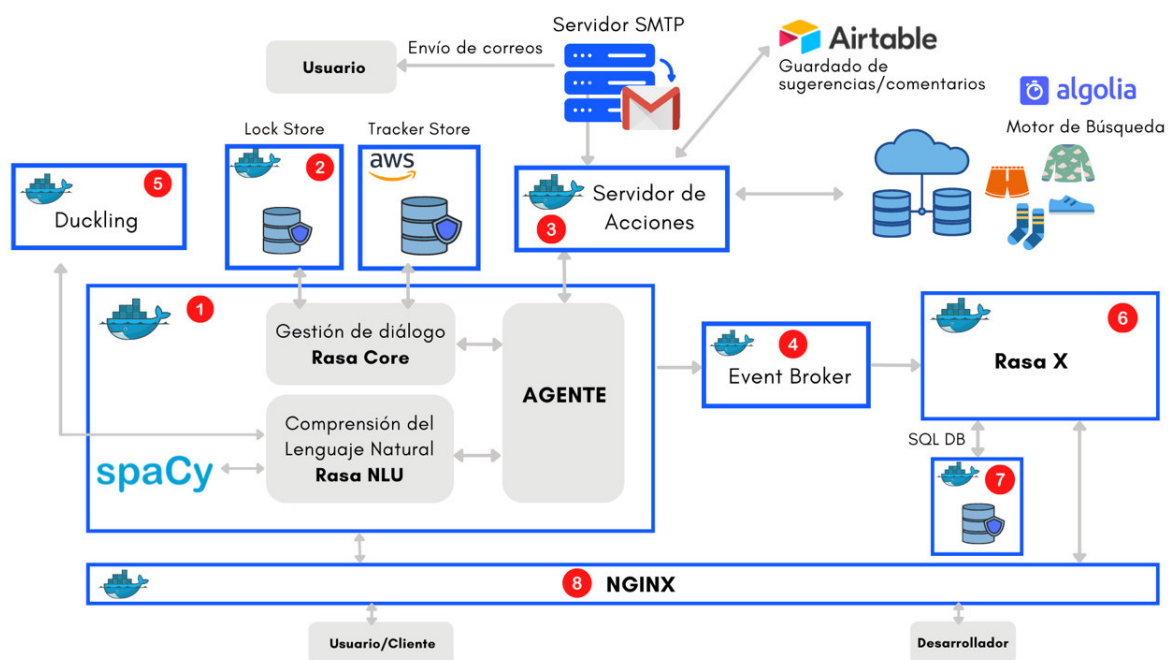 Servidor SMTP
Envío de correos
Usuario
Airtable
Guardado de
sugerencias/comentarios
algolia
Motor de Búsqueda
Lock Store
Tracker Store
5
Duckling
2
aws
3
Servidor de
Acciones
1
Gestión de diálogo
Rasa Core
AGENTE
Comprensión del
Lenguaje Natural
Rasa NLU
spaCy
4
Event Broker
6
Rasa X
SQL DB
7
8
NGINX
Usuario/Cliente
Desarrollador